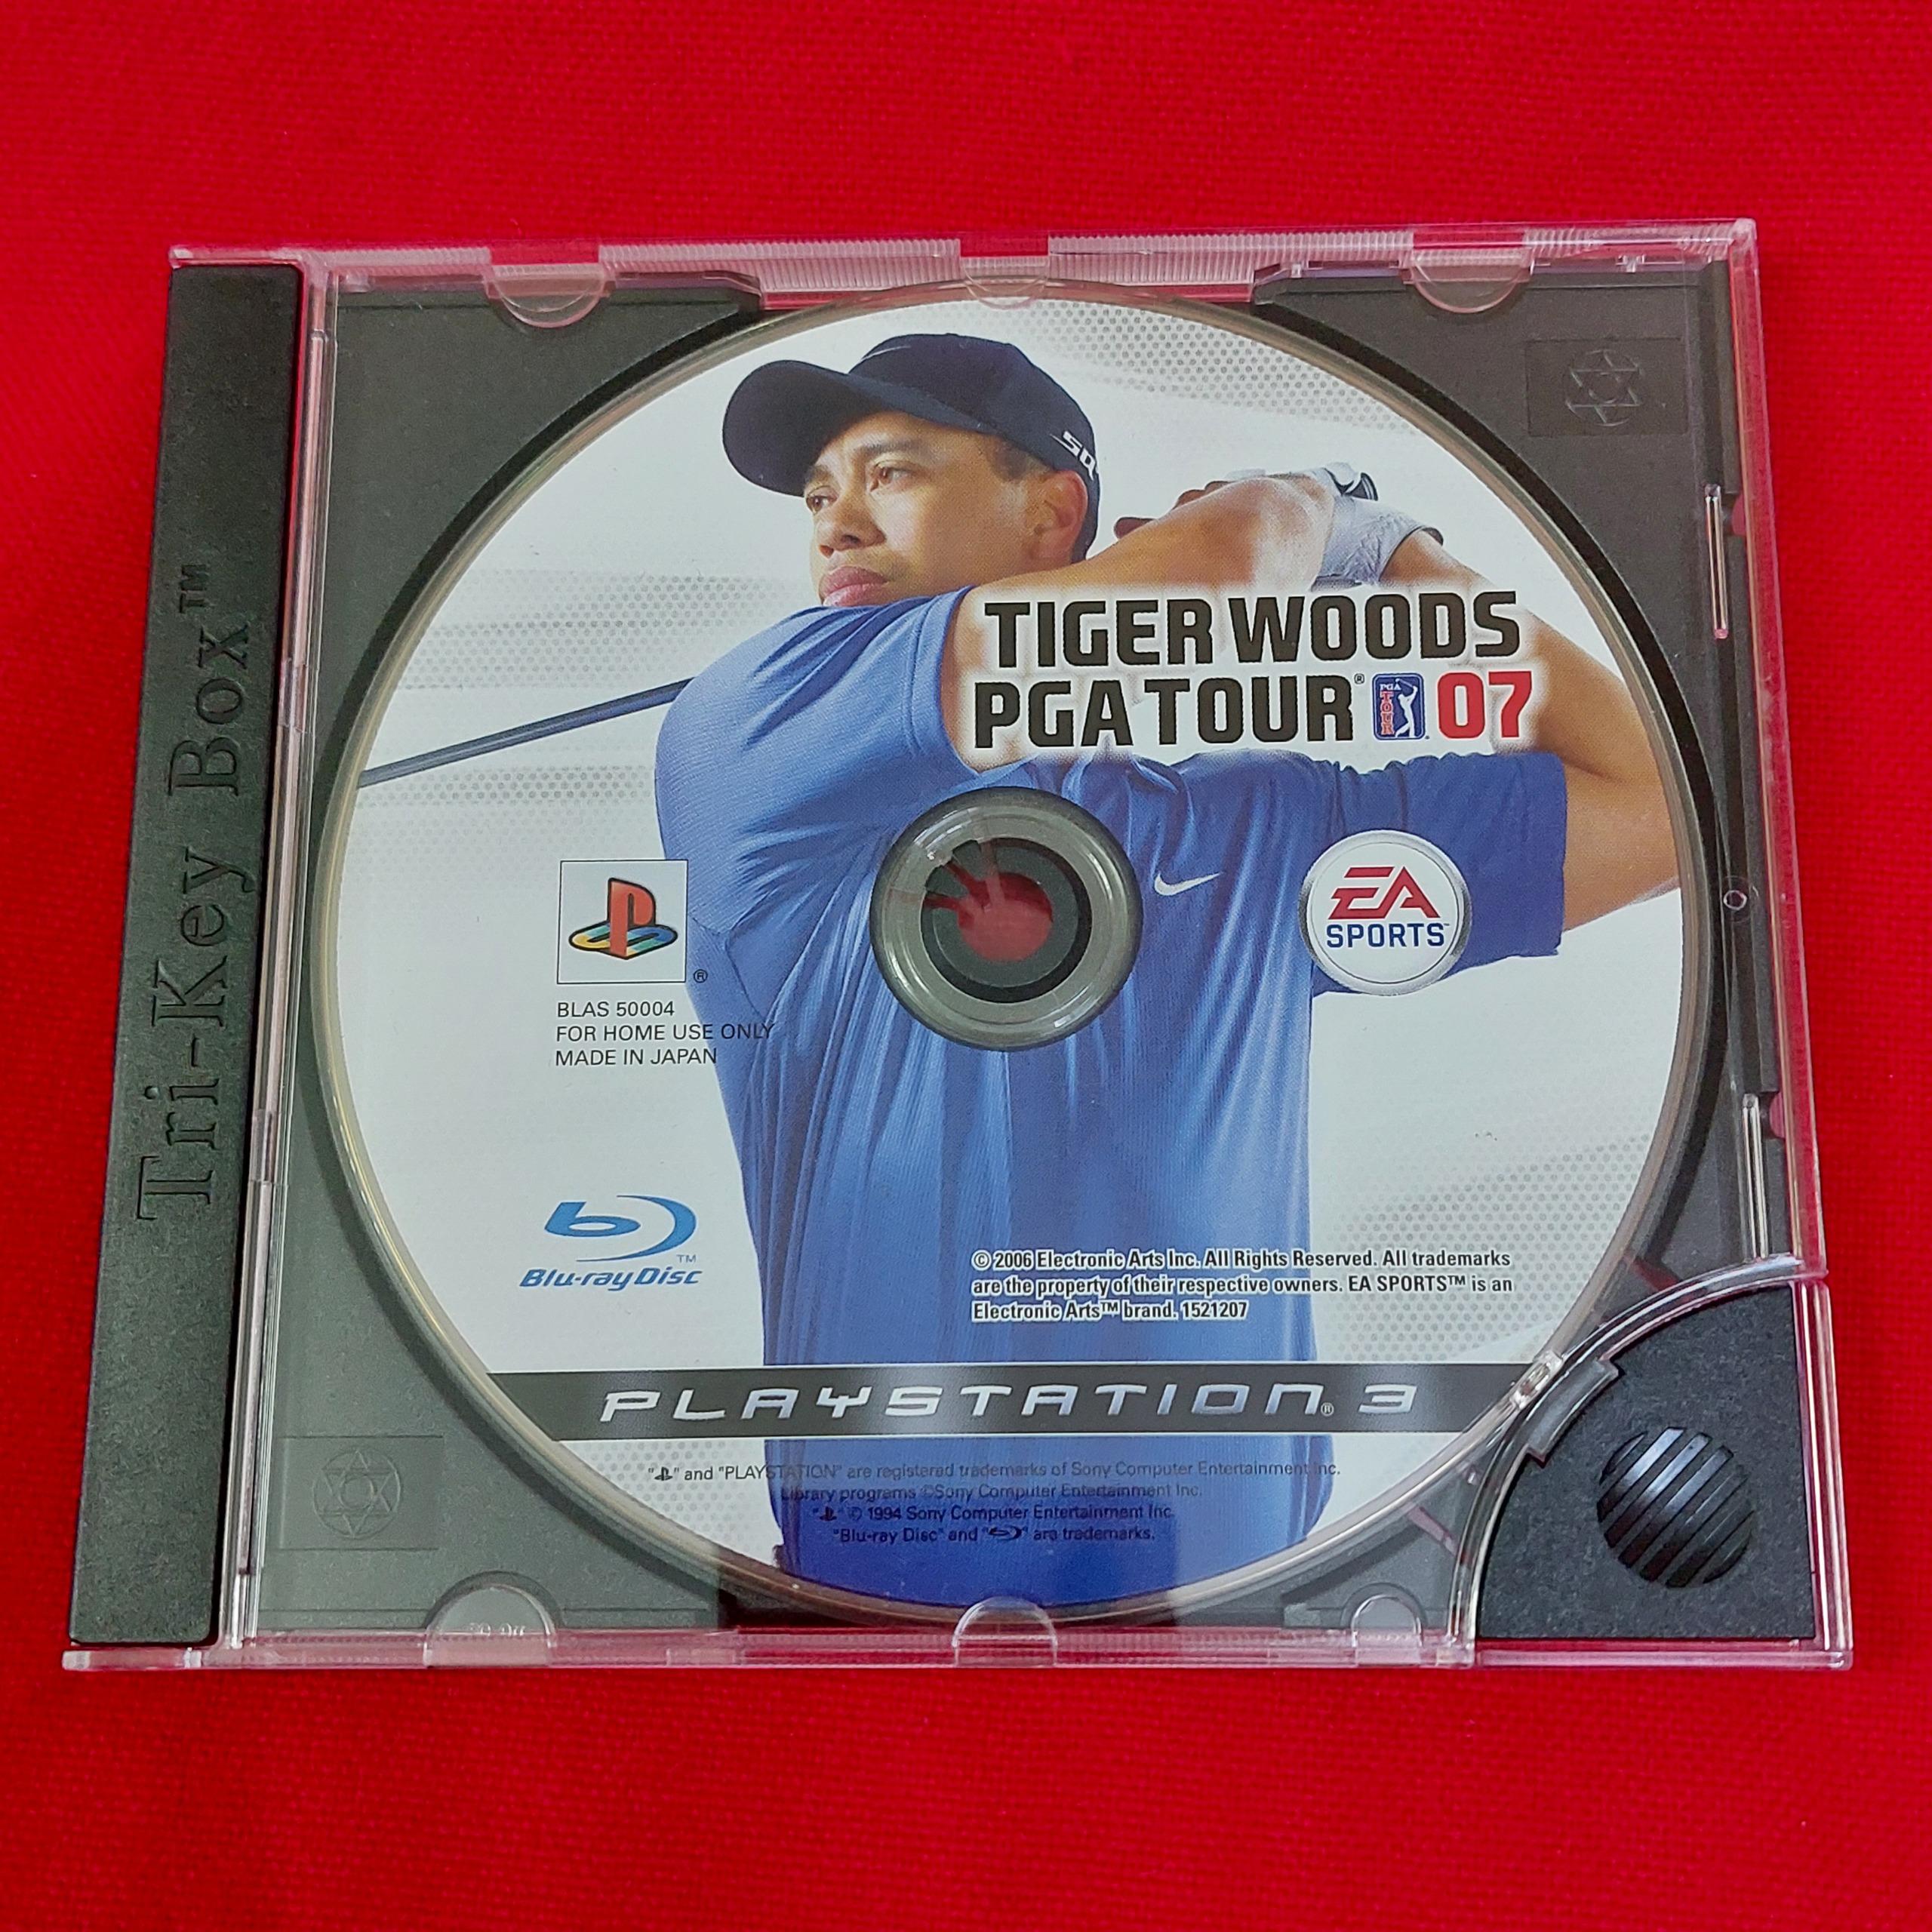 Tri-Key Box™
TIGER WOODS
PGA TOUR® PGA TOUR 07
EA
SPORTS™
®
BLAS 50004
FOR HOME USE ONLY
MADE IN JAPAN
Blu-ray Disc
™
© 2006 Electronic Arts Inc. All Rights Reserved. All trademarks
are the property of their respective owners. EA SPORTS™ is an
Electronic Arts™ brand. 1521207
PLAYSTATION® 3
" " and "PLAYSTATION" are registered trademarks of Sony Computer Entertainment Inc.
Library programs ©Sony Computer Entertainment Inc.
" " © 1994 Sony Computer Entertainment Inc.
"Blu-ray Disc" and " " are trademarks.